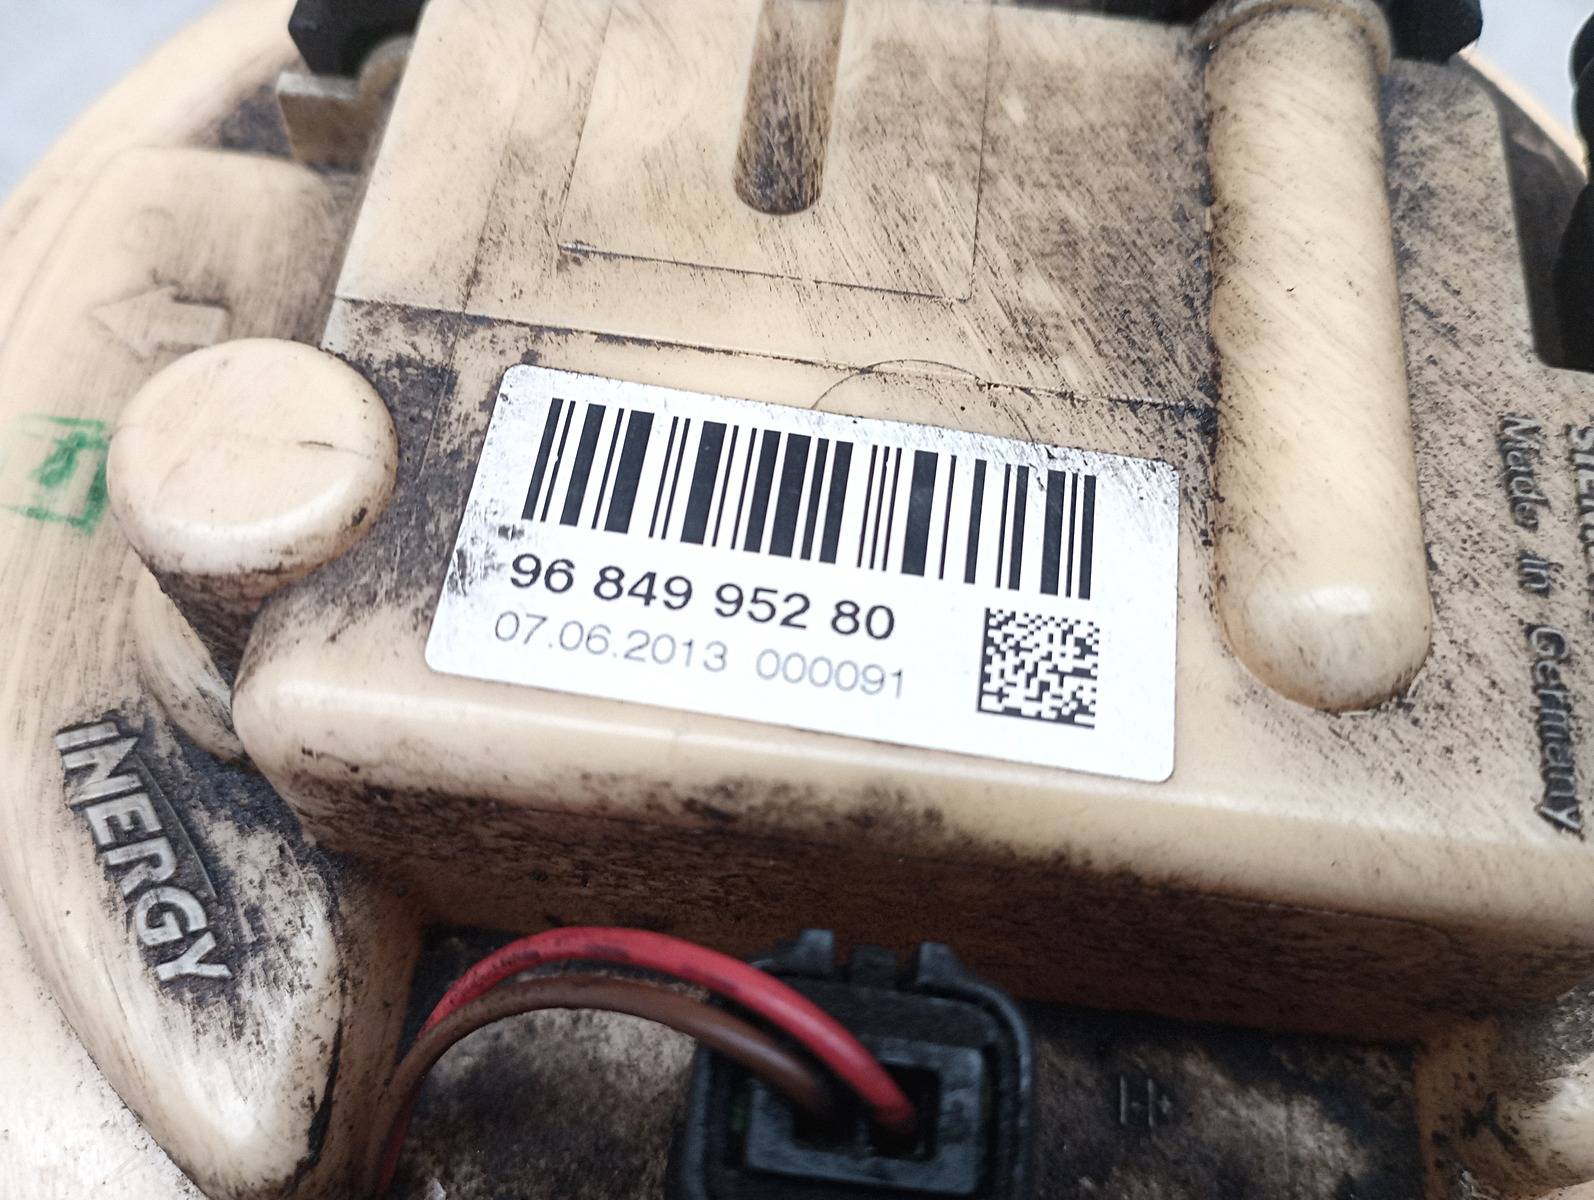 96 849 952 80
07.06.2013 000091
INERGY
Made in Germany